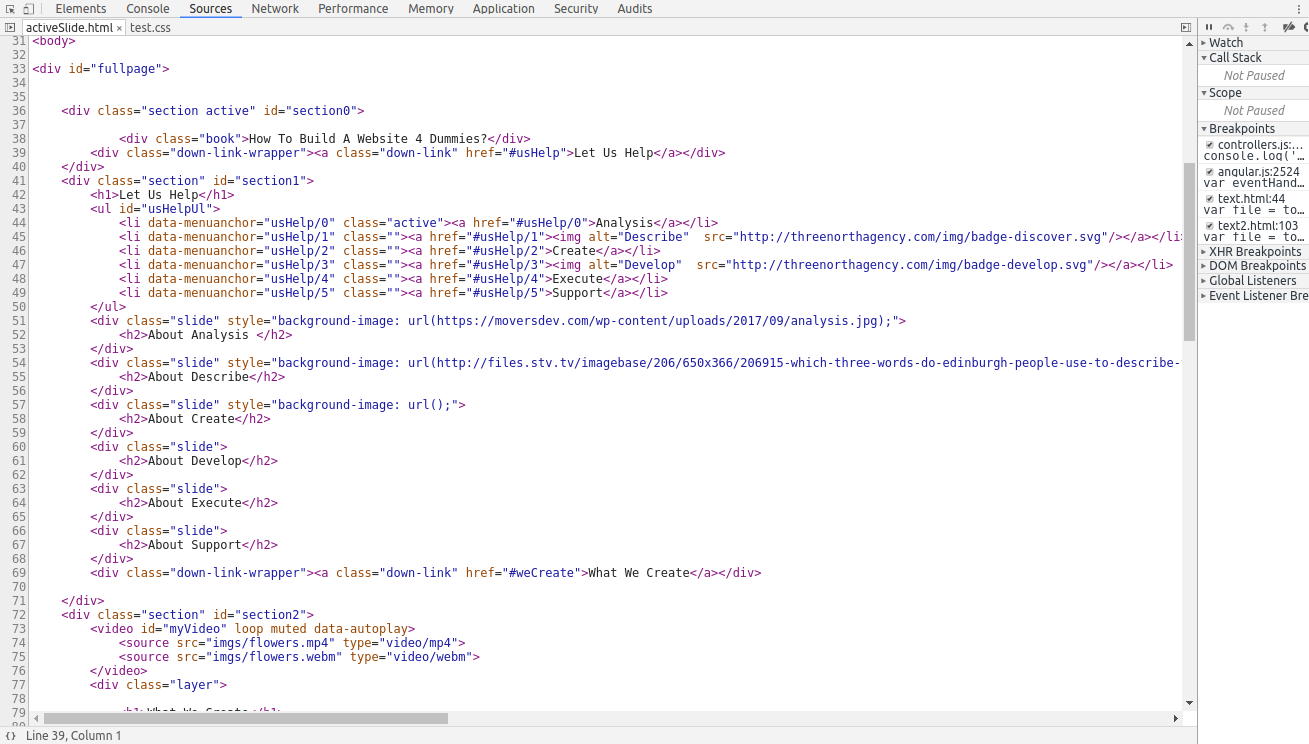 Elements Console Sources Network Performance Memory Application Security Audits
activeSlide.html × test.css
31 <body>
32
33 <div id="fullpage">
34
35
36 <div class="section active" id="section0">
37
38 <div class="book">How To Build A Website 4 Dummies?</div>
39 <div class="down-link-wrapper"><a class="down-link" href="#usHelp">Let Us Help</a></div>
40 </div>
41 <div class="section" id="section1">
42 <h1>Let Us Help</h1>
43 <ul id="usHelpUl">
44 <li data-menuanchor="usHelp/0" class="active"><a href="#usHelp/0">Analysis</a></li>
45 <li data-menuanchor="usHelp/1" class=""><a href="#usHelp/1"><img alt="Describe"  src="http://threenorthagency.com/img/badge-discover.svg"/></a></li>
46 <li data-menuanchor="usHelp/2" class=""><a href="#usHelp/2">Create</a></li>
47 <li data-menuanchor="usHelp/3" class=""><a href="#usHelp/3"><img alt="Develop"  src="http://threenorthagency.com/img/badge-develop.svg"/></a></li>
48 <li data-menuanchor="usHelp/4" class=""><a href="#usHelp/4">Execute</a></li>
49 <li data-menuanchor="usHelp/5" class=""><a href="#usHelp/5">Support</a></li>
50 </ul>
51 <div class="slide" style="background-image: url(https://moversdev.com/wp-content/uploads/2017/09/analysis.jpg);">
52 <h2>About Analysis </h2>
53 </div>
54 <div class="slide" style="background-image: url(http://files.stv.tv/imagebase/206/650x366/206915-which-three-words-do-edinburgh-people-use-to-describe-
55 <h2>About Describe</h2>
56 </div>
57 <div class="slide" style="background-image: url();">
58 <h2>About Create</h2>
59 </div>
60 <div class="slide">
61 <h2>About Develop</h2>
62 </div>
63 <div class="slide">
64 <h2>About Execute</h2>
65 </div>
66 <div class="slide">
67 <h2>About Support</h2>
68 </div>
69 <div class="down-link-wrapper"><a class="down-link" href="#weCreate">What We Create</a></div>
70
71 </div>
72 <div class="section" id="section2">
73 <video id="myVideo" loop muted data-autoplay>
74 <source src="imgs/flowers.mp4" type="video/mp4">
75 <source src="imgs/flowers.webm" type="video/webm">
76 </video>
77 <div class="layer">
78
79 <h1>What We Create</h1>
80
{} Line 39, Column 1
Watch
Call Stack
Not Paused
Scope
Not Paused
Breakpoints
controllers.js:...
console.log('...
angular.js:2524
var eventHand...
text.html:44
var file = to...
text2.html:103
var file = to...
XHR Breakpoints
DOM Breakpoints
Global Listeners
Event Listener Bre